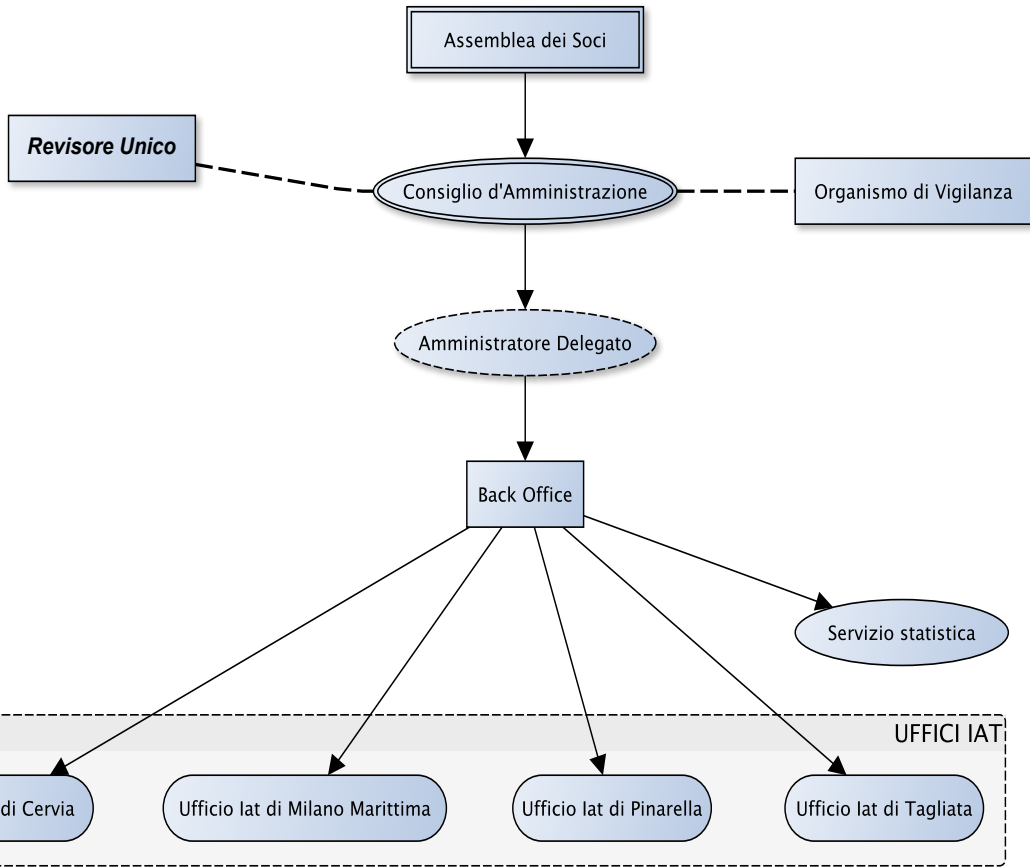 Assemblea dei Soci
Revisore Unico
Consiglio d'Amministrazione
Organismo di Vigilanza
Amministratore Delegato
Back Office
Servizio statistica
UFFICI IAT
di Cervia
Ufficio Iat di Milano Marittima
Ufficio Iat di Pinarella
Ufficio Iat di Tagliata